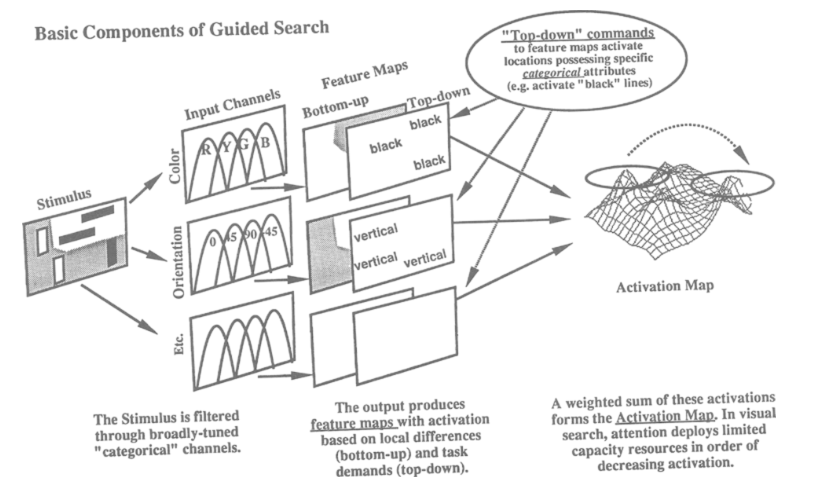 Basic Components of Guided Search
"Top-down" commands
to feature maps activate
locations possessing specific
categorical attributes
(e.g. activate "black" lines)
Feature Maps
Input Channels
Bottom-up
Top-down
Color
R Y G B
black
black
black
Stimulus
Orientation
0 45 90 -45
vertical
vertical
vertical
Etc.
Activation Map
The Stimulus is filtered
through broadly-tuned
"categorical" channels.
The output produces
feature maps with activation
based on local differences
(bottom-up) and task
demands (top-down).
A weighted sum of these activations
forms the Activation Map. In visual
search, attention deploys limited
capacity resources in order of
decreasing activation.